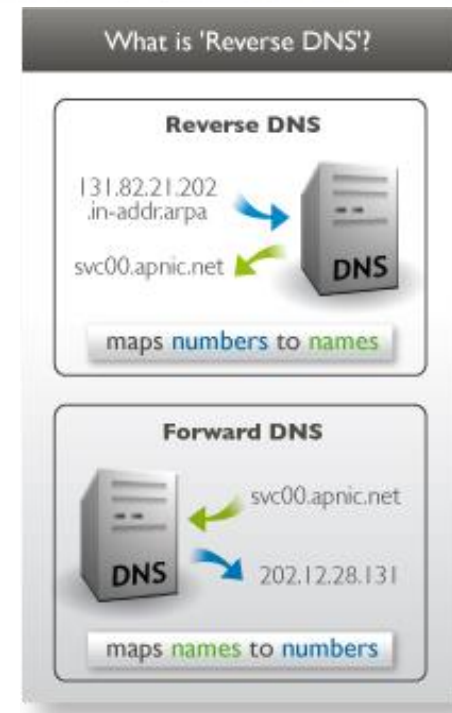 What is 'Reverse DNS'?
Reverse DNS
131.82.21.202
.in-addr.arpa
svc00.apnic.net
DNS
maps numbers to names
Forward DNS
svc00.apnic.net
DNS
202.12.28.131
maps names to numbers